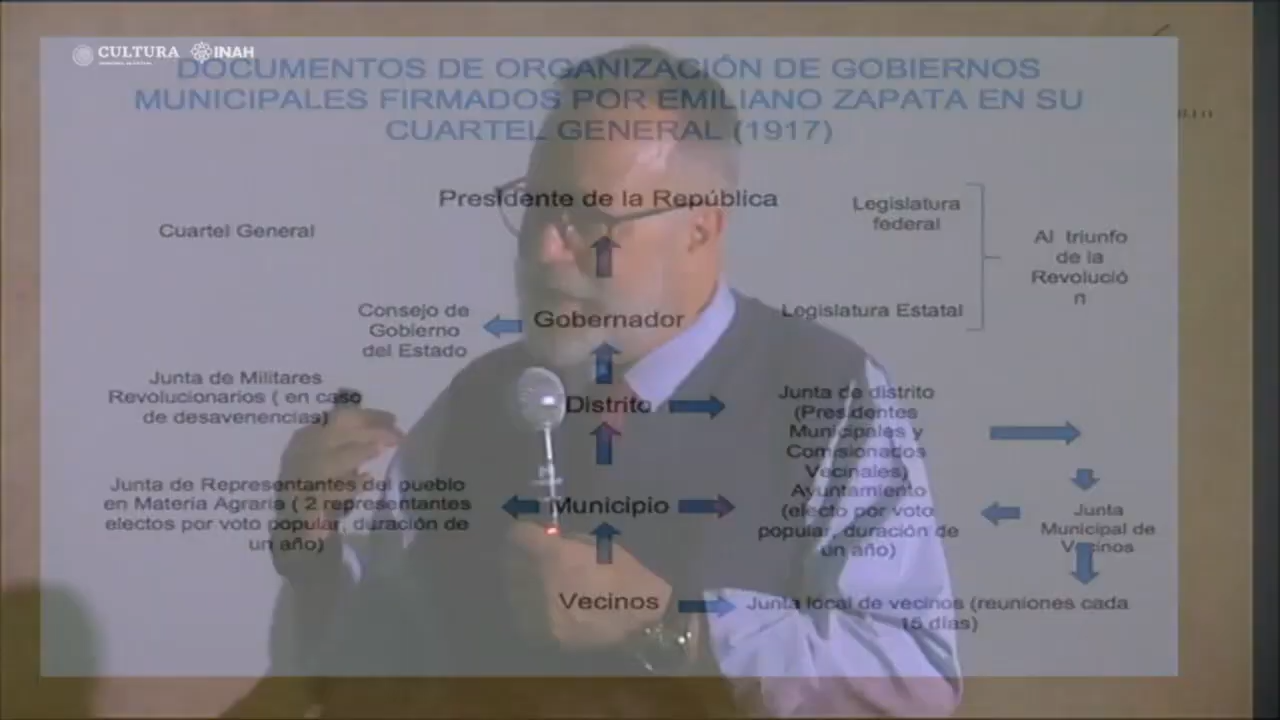 CULTURA INAH
DOCUMENTOS DE ORGANIZACIÓN DE GOBIERNOS
MUNICIPALES FIRMADOS POR EMILIANO ZAPATA EN SU
CUARTEL GENERAL (1917)
Presidente de la República
Cuartel General
Legislatura
federal
Al triunfo
de la
Revolució
n
Consejo de
Gobierno
del Estado
Gobernador
Legislatura Estatal
Junta de Militares
Revolucionarios ( en caso
de desavenencias)
Distrito
Junta de distrito
(Presidentes
Municipales y
Comisionados
Vecinales)
Junta de Representantes del pueblo
en Materia Agraria ( 2 representantes
electos por voto popular, duración de
un año)
Municipio
Ayuntamiento
(electo por voto
popular, duración de
un año)
Junta
Municipal de
Vecinos
Vecinos
Junta local de vecinos (reuniones cada
15 días)